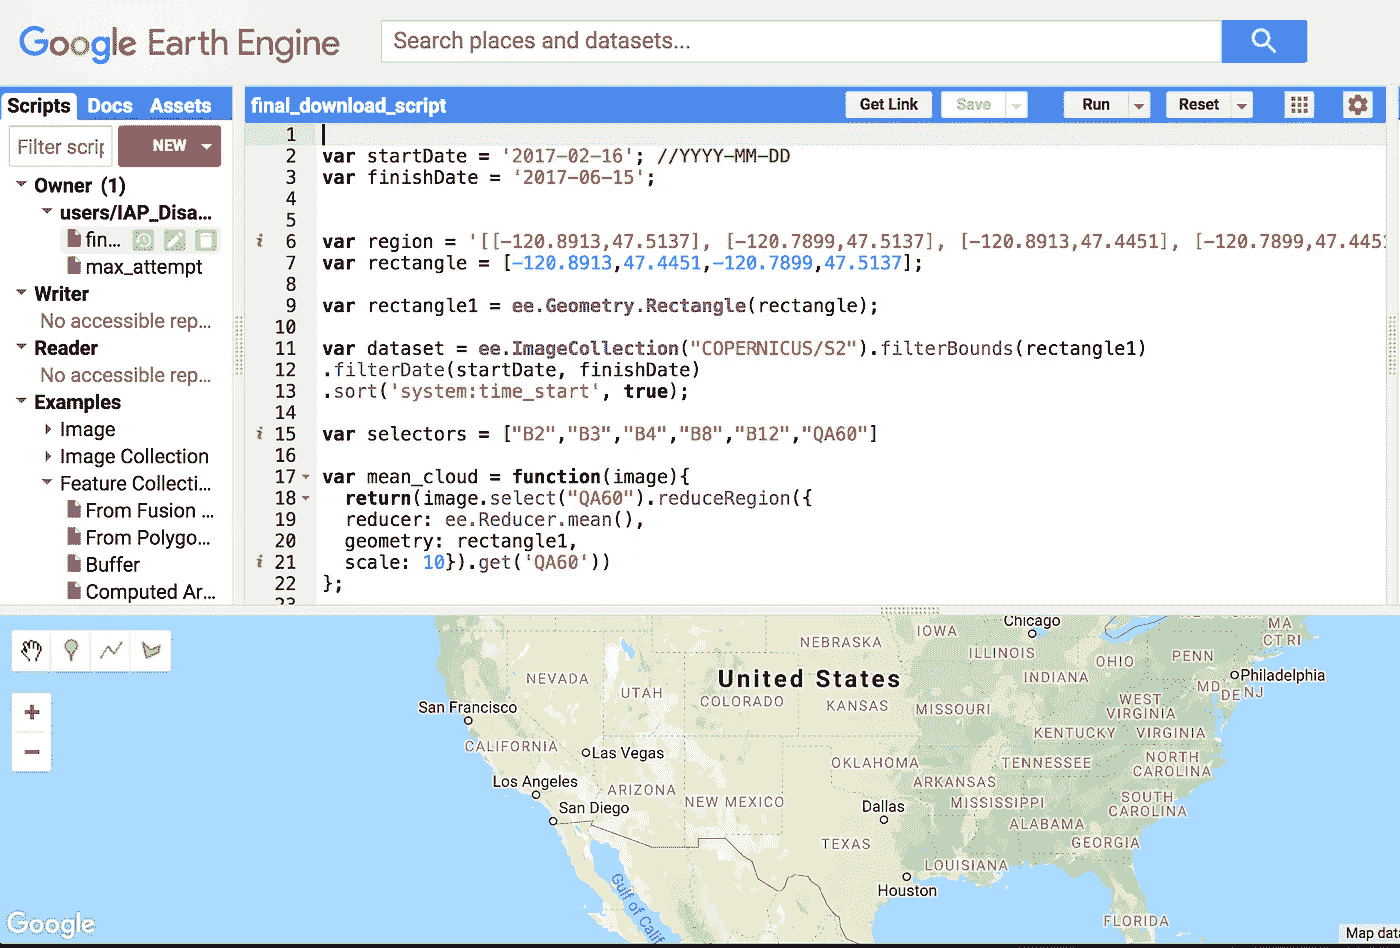 Google Earth Engine
Search places and datasets...
Scripts Docs Assets
Filter scrip
NEW
Owner (1)
users/IAP_Disa...
fin...
max_attempt
Writer
No accessible rep...
Reader
No accessible rep...
Examples
Image
Image Collection
Feature Collecti...
From Fusion ...
From Polygo...
Buffer
Computed Ar...
final_download_script
Get Link Save Run Reset
1
2 var startDate = '2017-02-16'; //YYYY-MM-DD
3 var finishDate = '2017-06-15';
4
5
i 6 var region = '[[-120.8913,47.5137], [-120.7899,47.5137], [-120.8913,47.4451], [-120.7899,47.445
7 var rectangle = [-120.8913,47.4451,-120.7899,47.5137];
8
9 var rectangle1 = ee.Geometry.Rectangle(rectangle);
10
11 var dataset = ee.ImageCollection("COPERNICUS/S2").filterBounds(rectangle1)
12 .filterDate(startDate, finishDate)
13 .sort('system:time_start', true);
14
i 15 var selectors = ["B2","B3","B4","B8","B12","QA60"]
16
17 var mean_cloud = function(image){
18 return(image.select("QA60").reduceRegion({
19 reducer: ee.Reducer.mean(),
20 geometry: rectangle1,
i 21 scale: 10}).get('QA60'))
22 };
23
Chicago
MA
IOWA
NEBRASKA
CT RI
ILLINOIS
OHIO
PENN
NEVADA
United States
INDIANA
Philadelphia
UTAH
COLORADO
MD
DE NJ
San Francisco
KANSAS
MISSOURI
WEST
VIRGINIA
KENTUCKY
VIRGINIA
CALIFORNIA
Las Vegas
OKLAHOMA
TENNESSEE
NORTH
CAROLINA
Los Angeles
ARIZONA
NEW MEXICO
ARKANSAS
San Diego
Dallas
MISSISSIPPI
SOUTH
CAROLINA
ALABAMA
TEXAS
GEORGIA
LOUISIANA
Houston
Gulf of Calif
FLORIDA
Google
Map data